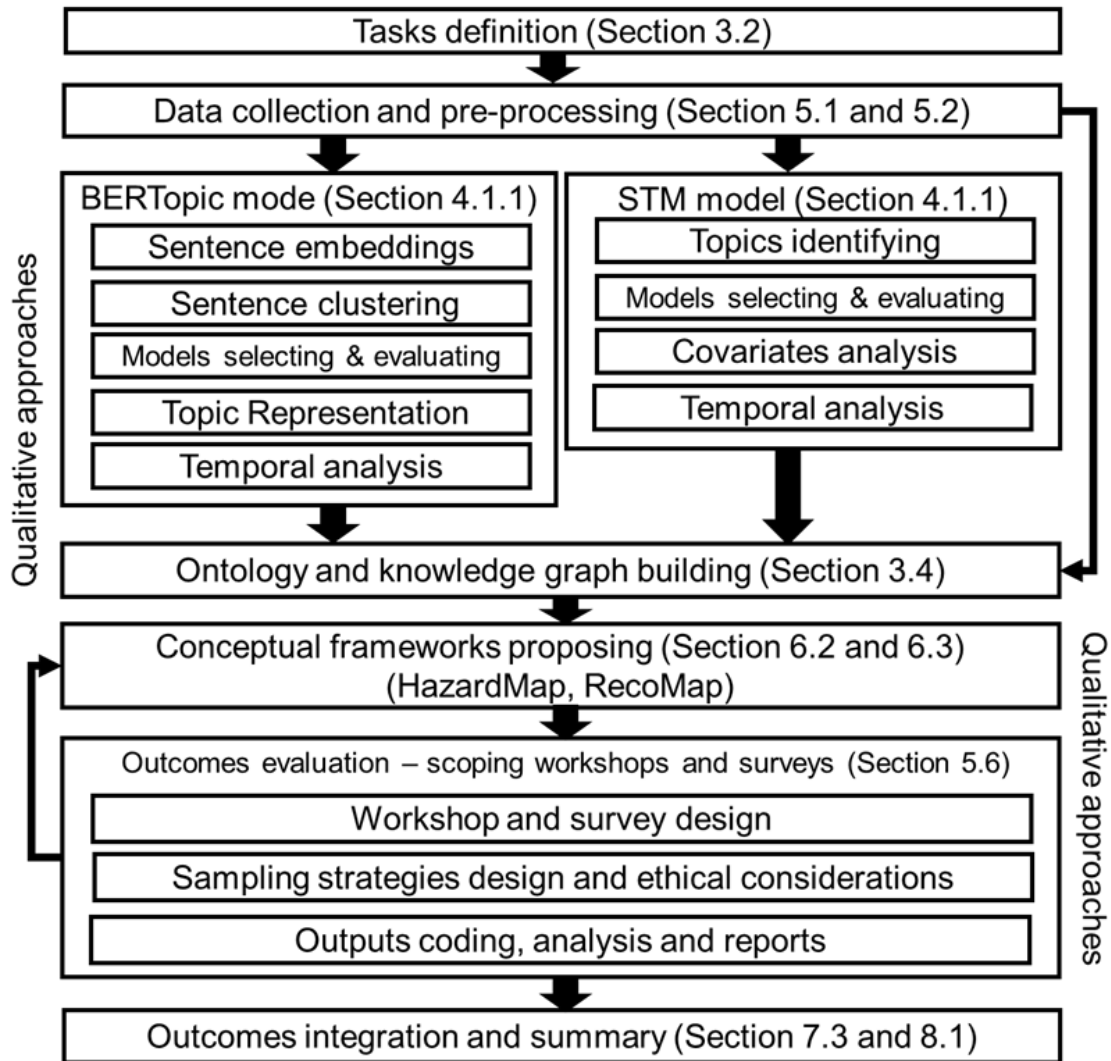 Tasks definition (Section 3.2)
Data collection and pre-processing (Section 5.1 and 5.2)
Qualitative approaches
BERTopic mode (Section 4.1.1)
Sentence embeddings
Sentence clustering
Models selecting & evaluating
Topic Representation
Temporal analysis
STM model (Section 4.1.1)
Topics identifying
Models selecting & evaluating
Covariates analysis
Temporal analysis
Ontology and knowledge graph building (Section 3.4)
Conceptual frameworks proposing (Section 6.2 and 6.3)
(HazardMap, RecoMap)
Qualitative approaches
Outcomes evaluation – scoping workshops and surveys (Section 5.6)
Workshop and survey design
Sampling strategies design and ethical considerations
Outputs coding, analysis and reports
Outcomes integration and summary (Section 7.3 and 8.1)